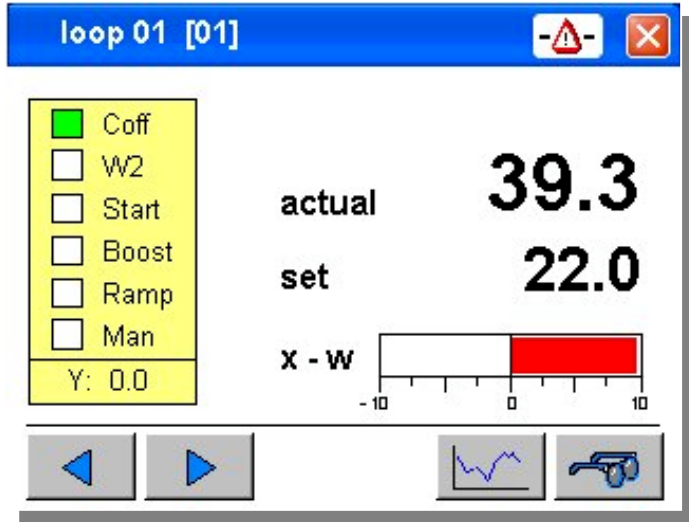 loop 01 [01]
Coff
W2
Start
Boost
Ramp
Man
Y: 0.0
actual 39.3
set 22.0
x - w
- 10 0 10